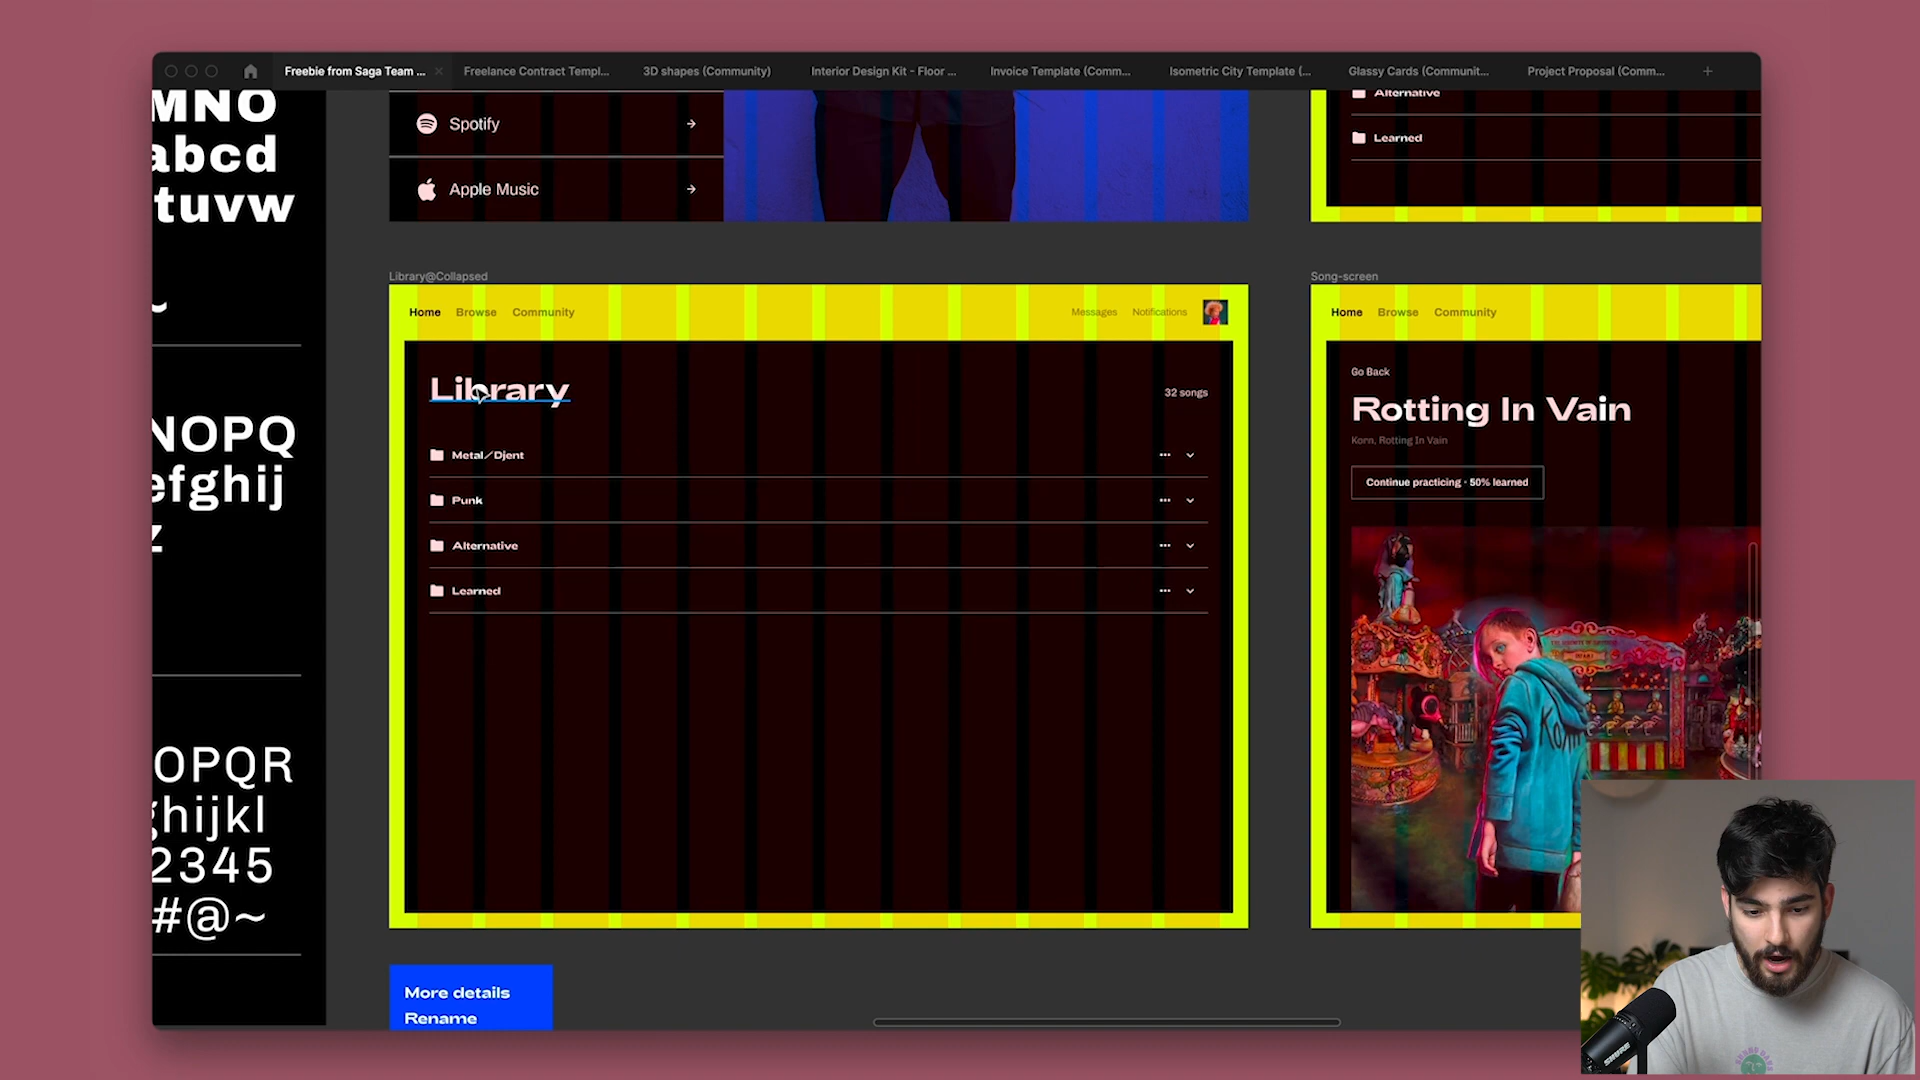 Freebie from Saga Team ...
Freelance Contract Templ...
3D shapes (Community)
Interior Design Kit - Floor ...
Invoice Template (Comm...
Isometric City Template (...
Glassy Cards (Communit...
Project Proposal (Comm...
MNO
abcd
tuvw
~
NOPQ
efghij
z
OPQR
ghijkl
2345
#@~
Spotify
Apple Music
Alternative
Learned
Library@Collapsed
Home Browse Community
Messages Notifications
Library
32 songs
Metal/Djent
Punk
Alternative
Learned
More details
Rename
Song-screen
Home Browse Community
Go Back
Rotting In Vain
Korn, Rotting In Vain
Continue practicing · 50% learned
SHURE